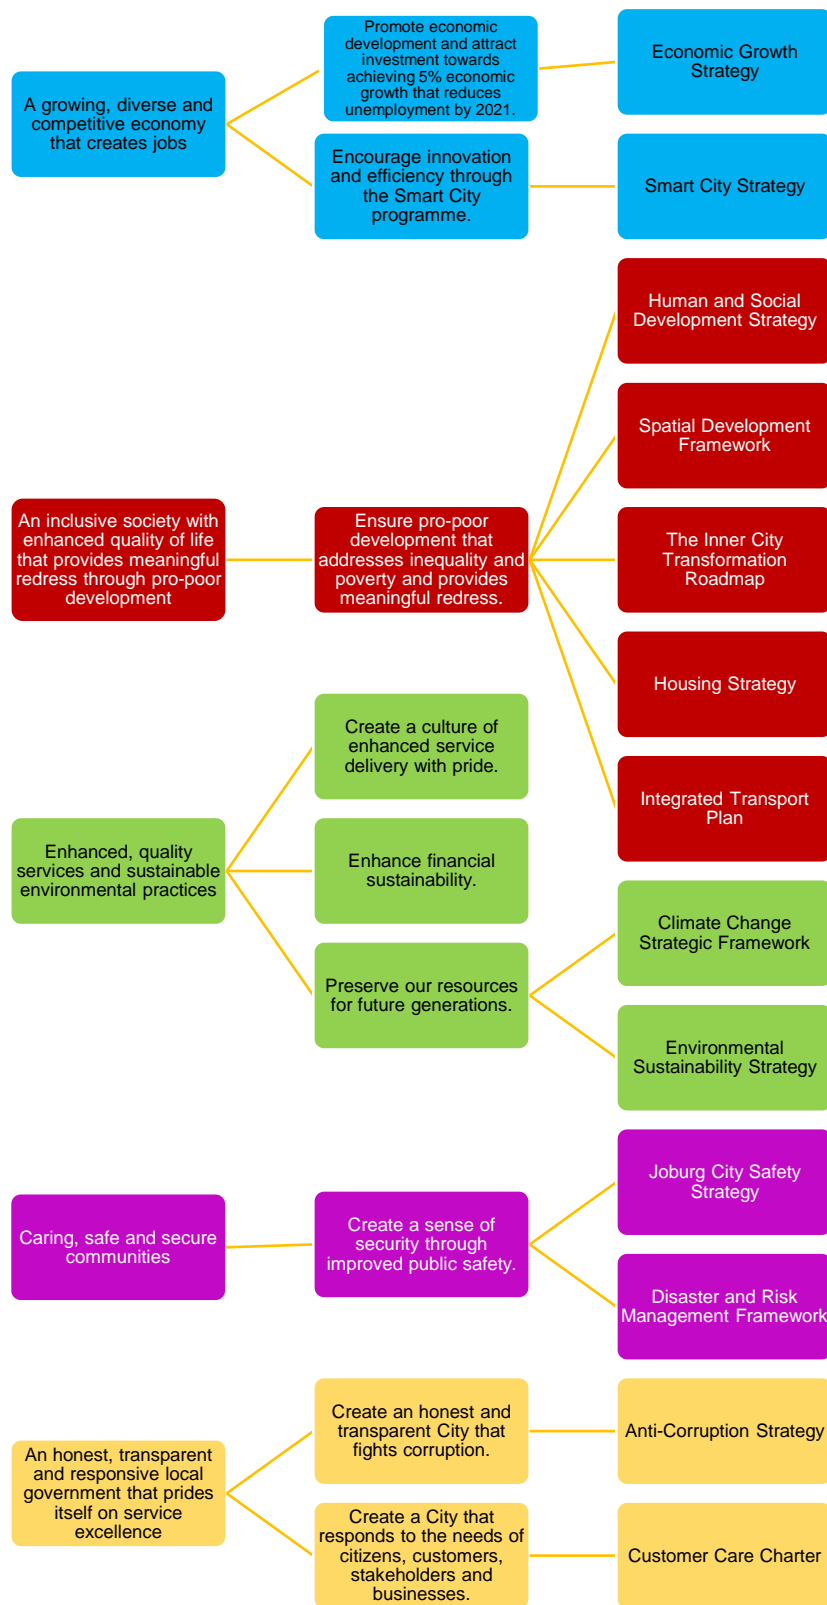 A growing, diverse and
competitive economy
that creates jobs
Promote economic
development and attract
investment towards
achieving 5% economic
growth that reduces
unemployment by 2021.
Economic Growth
Strategy
Encourage innovation
and efficiency through
the Smart City
programme.
Smart City Strategy
An inclusive society with
enhanced quality of life
that provides meaningful
redress through pro-poor
development
Ensure pro-poor
development that
addresses inequality and
poverty and provides
meaningful redress.
Human and Social
Development Strategy
Spatial Development
Framework
The Inner City
Transformation
Roadmap
Housing Strategy
Integrated Transport
Plan
Enhanced, quality
services and sustainable
environmental practices
Create a culture of
enhanced service
delivery with pride.
Enhance financial
sustainability.
Preserve our resources
for future generations.
Climate Change
Strategic Framework
Environmental
Sustainability Strategy
Caring, safe and secure
communities
Create a sense of
security through
improved public safety.
Joburg City Safety
Strategy
Disaster and Risk
Management Framework
An honest, transparent
and responsive local
government that prides
itself on service
excellence
Create an honest and
transparent City that
fights corruption.
Anti-Corruption Strategy
Create a City that
responds to the needs of
citizens, customers,
stakeholders and
businesses.
Customer Care Charter